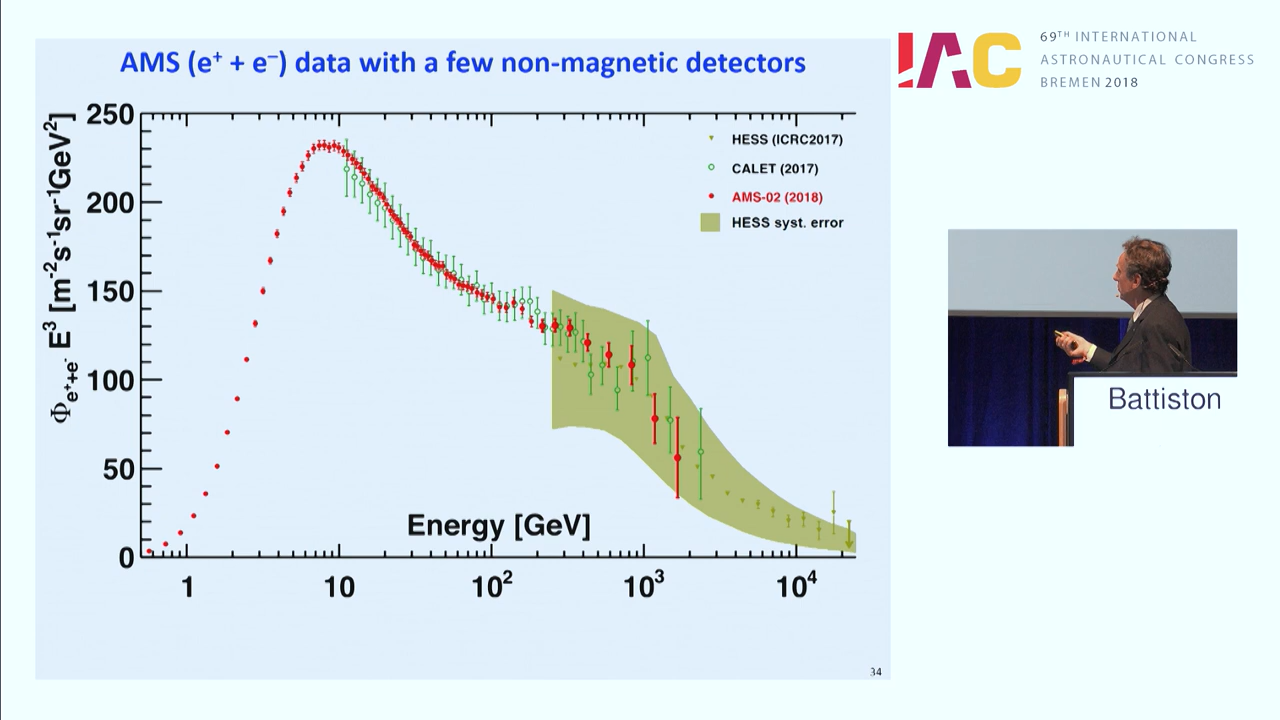 AMS (e⁺ + e⁻) data with a few non-magnetic detectors
IAC
69TH INTERNATIONAL
ASTRONAUTICAL CONGRESS
BREMEN 2018
Φe⁺+e⁻ E³ [m⁻²s⁻¹sr⁻¹GeV²]
250
200
150
100
50
0
HESS (ICRC2017)
CALET (2017)
AMS-02 (2018)
HESS syst. error
Energy [GeV]
1
10
10²
10³
10⁴
34
Battiston